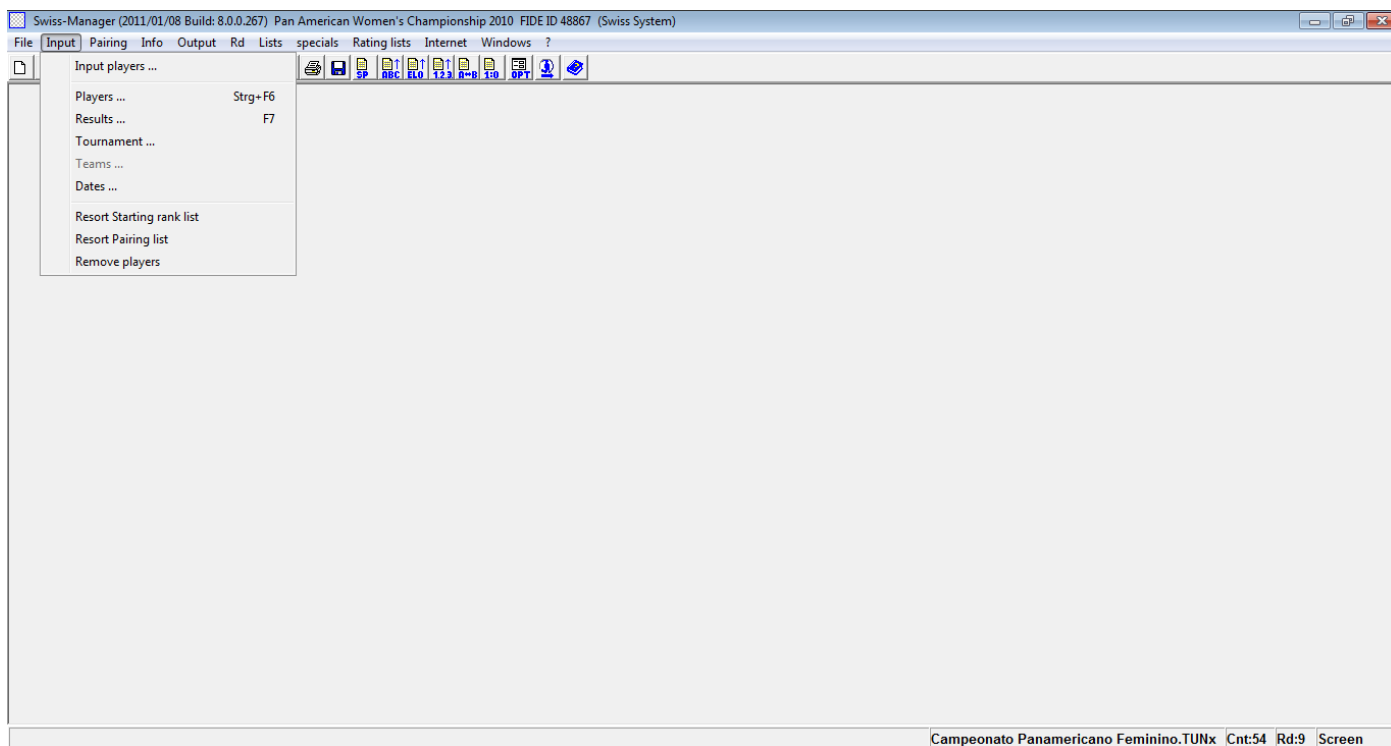 Swiss-Manager (2011/01/08 Build: 8.0.0.267) Pan American Women's Championship 2010 FIDE ID 48867 (Swiss System)
File Input Pairing Info Output Rd Lists specials Rating lists Internet Windows ?
SP ABC ELO 1.2.3 A↔B 1:0 OPT
Input players ...
Players ... Strg+F6
Results ... F7
Tournament ...
Teams ...
Dates ...
Resort Starting rank list
Resort Pairing list
Remove players
Campeonato Panamericano Feminino.TUNx Cnt:54 Rd:9 Screen